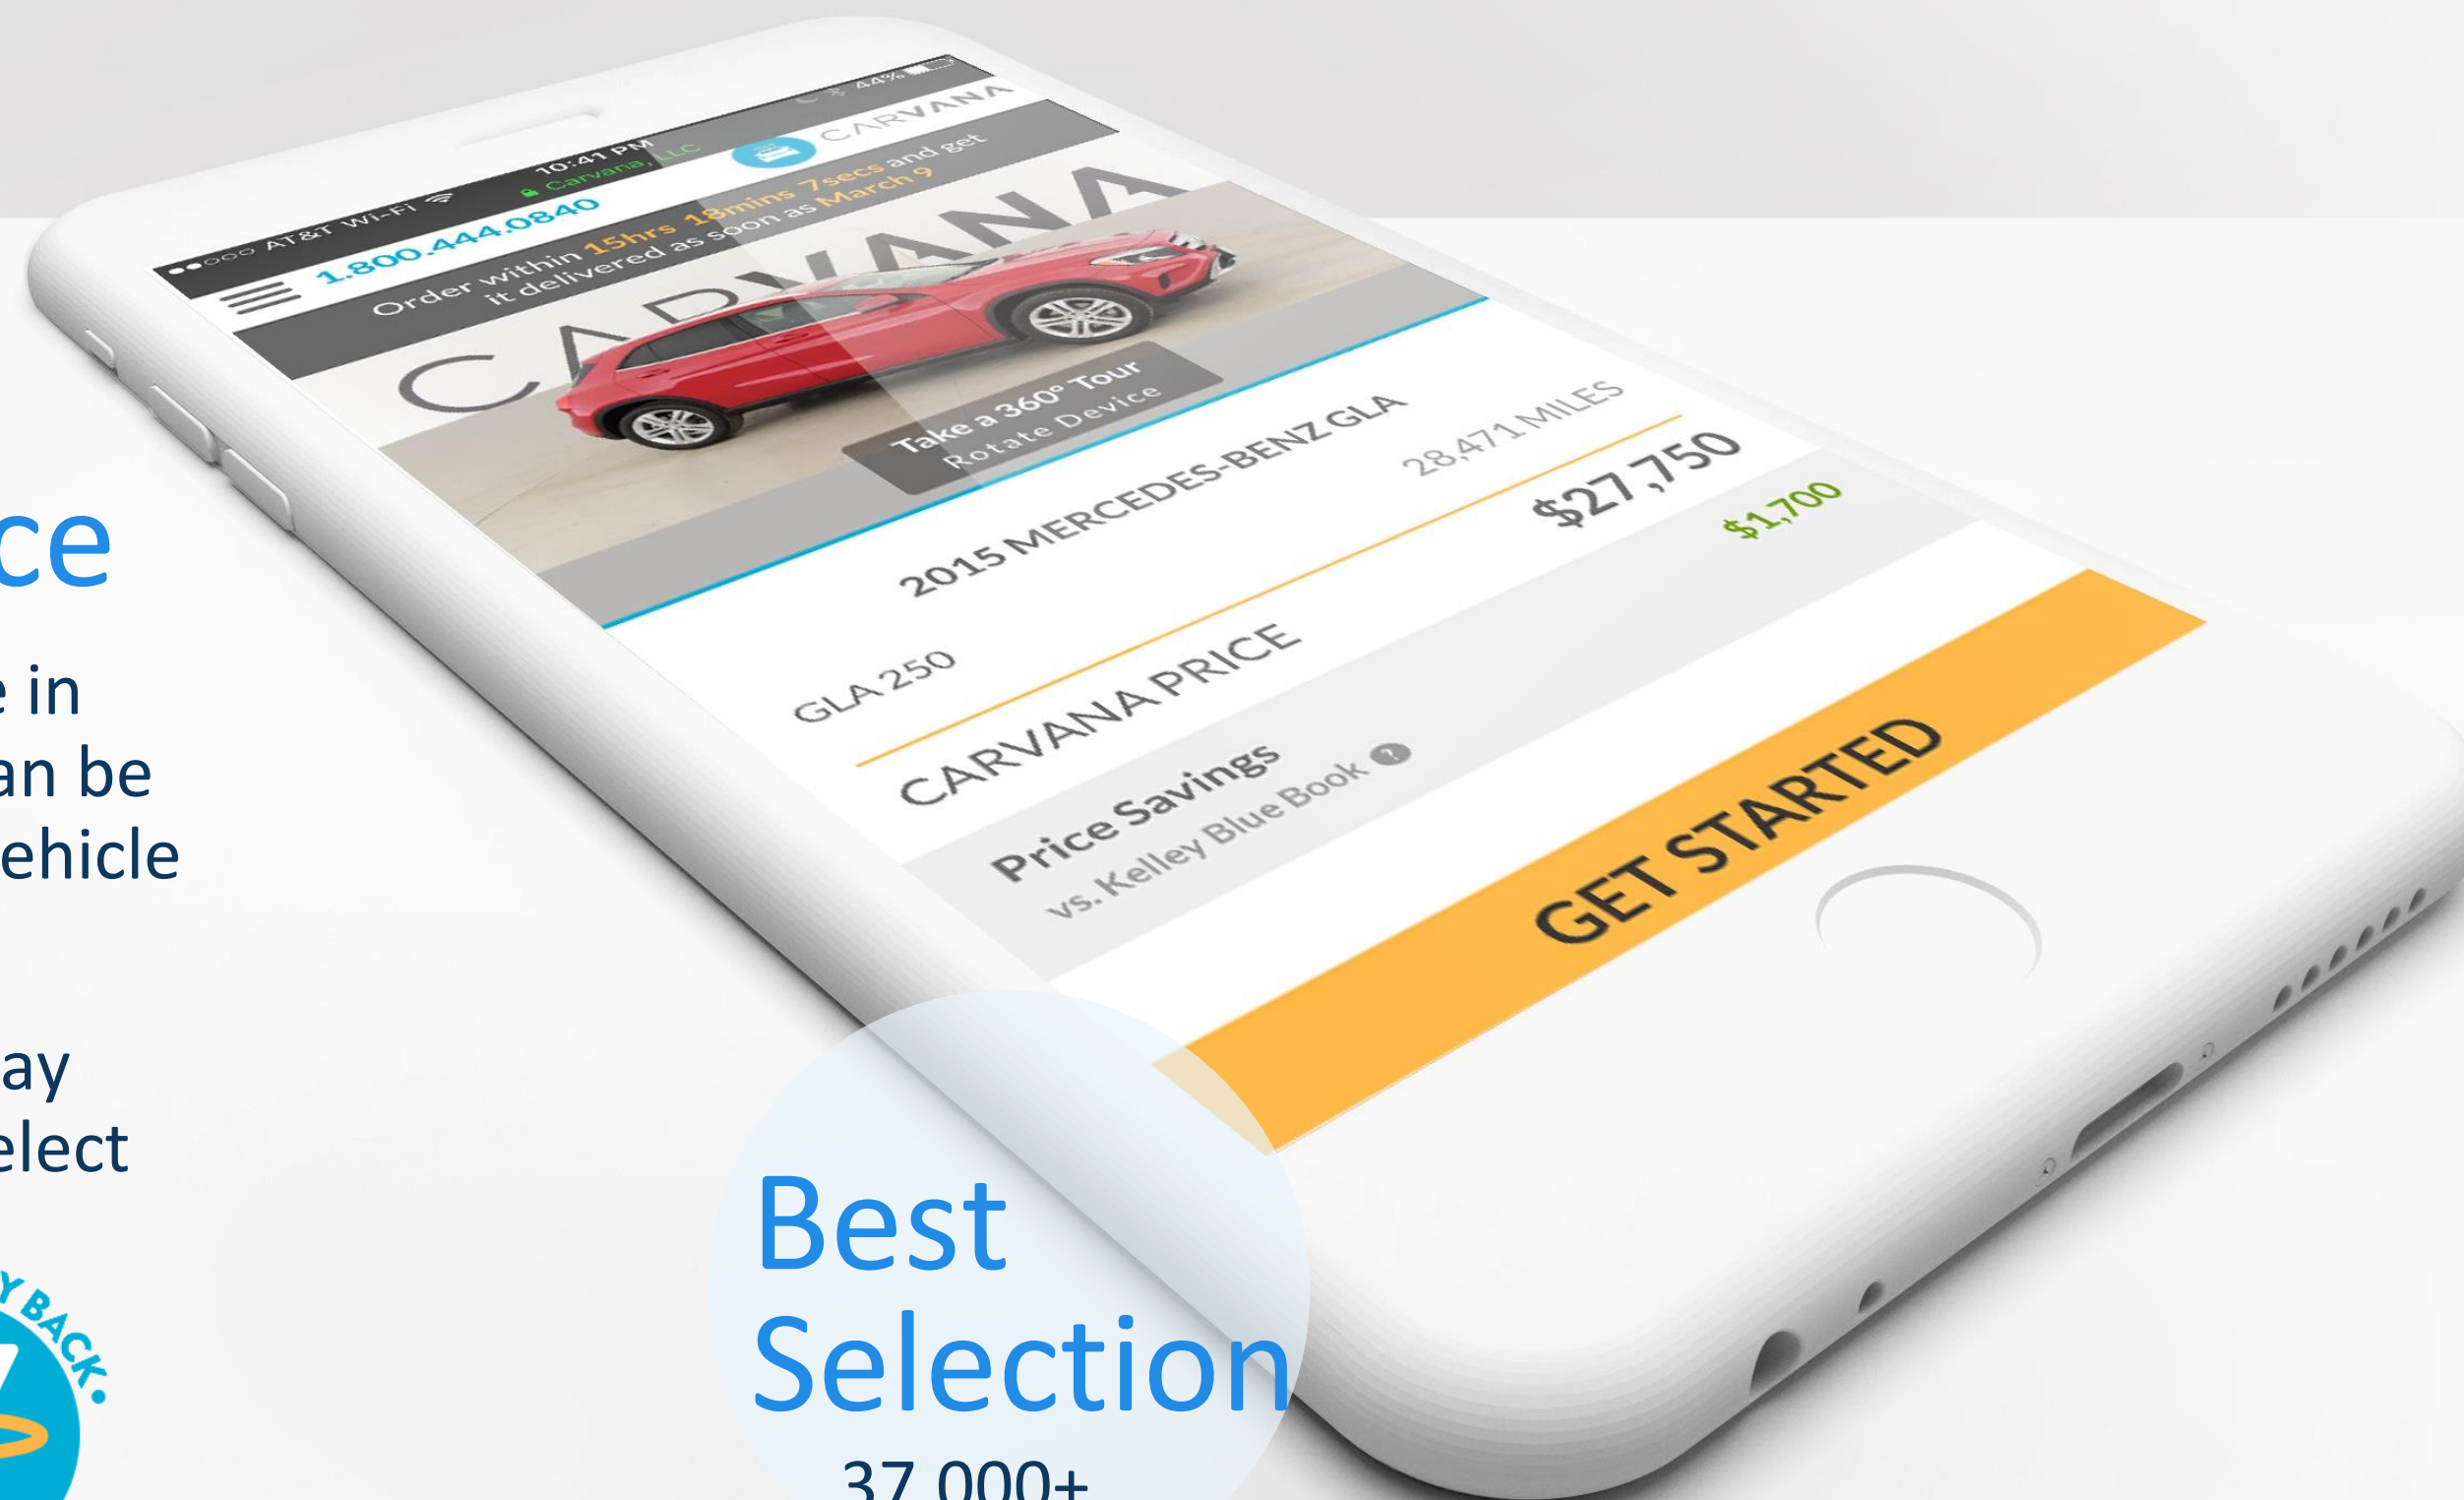 ●●○○○ AT&T Wi-Fi 10:41 PM 44%
Carvana, LLC
1.800.444.0840 CARVANA
Order within 15hrs 18mins 7secs and get
it delivered as soon as March 9
CARVANA
Take a 360° Tour
Rotate Device
2015 MERCEDES-BENZ GLA
GLA 250 28,471 MILES
CARVANA PRICE $27,750
Price Savings $1,700
vs. Kelley Blue Book ?
GET STARTED
ce
e in
an be
ehicle
ay
elect
Y BACK.
Best
Selection
37,000+